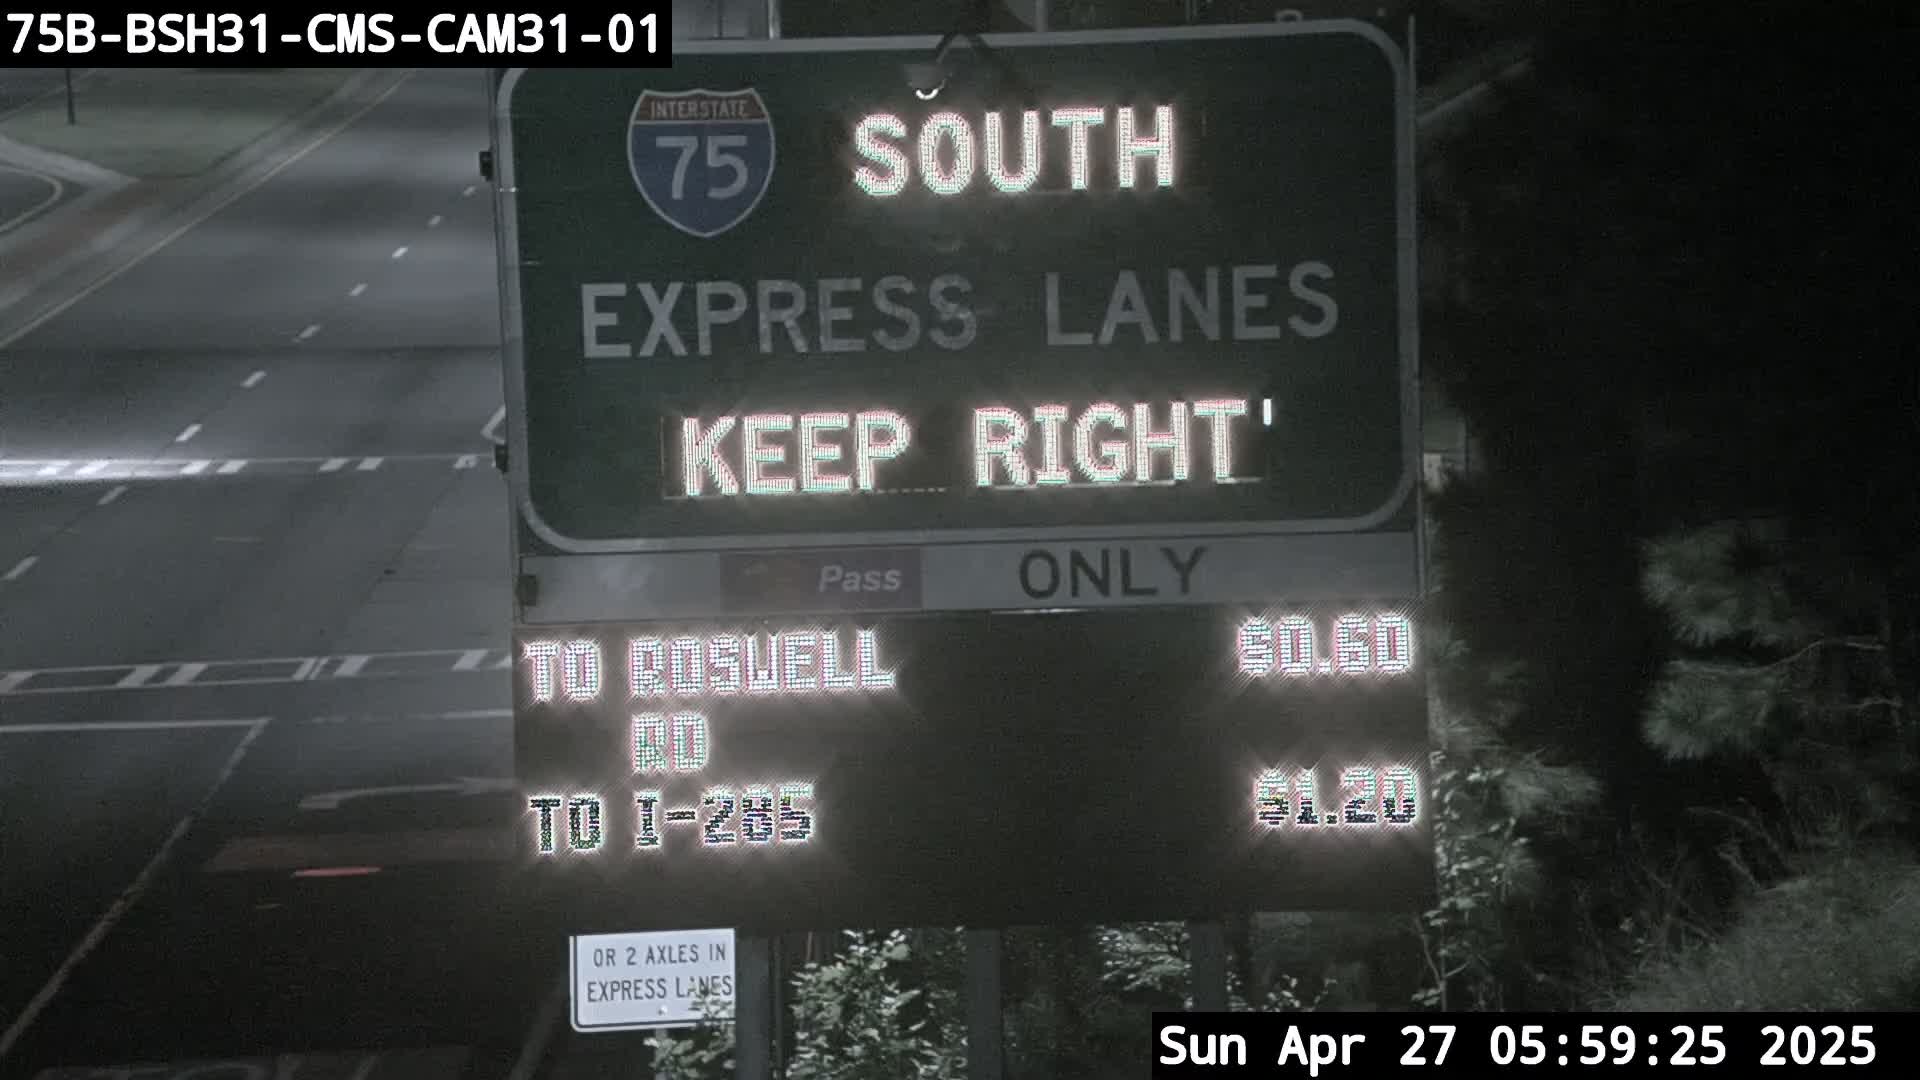 75B-BSH31-CMS-CAM31-01
INTERSTATE
75
SOUTH
EXPRESS LANES
KEEP RIGHT
Pass ONLY
TO ROSWELL $0.60
RD
TO I-285 $1.20
OR 2 AXLES IN
EXPRESS LANES
Sun Apr 27 05:59:25 2025